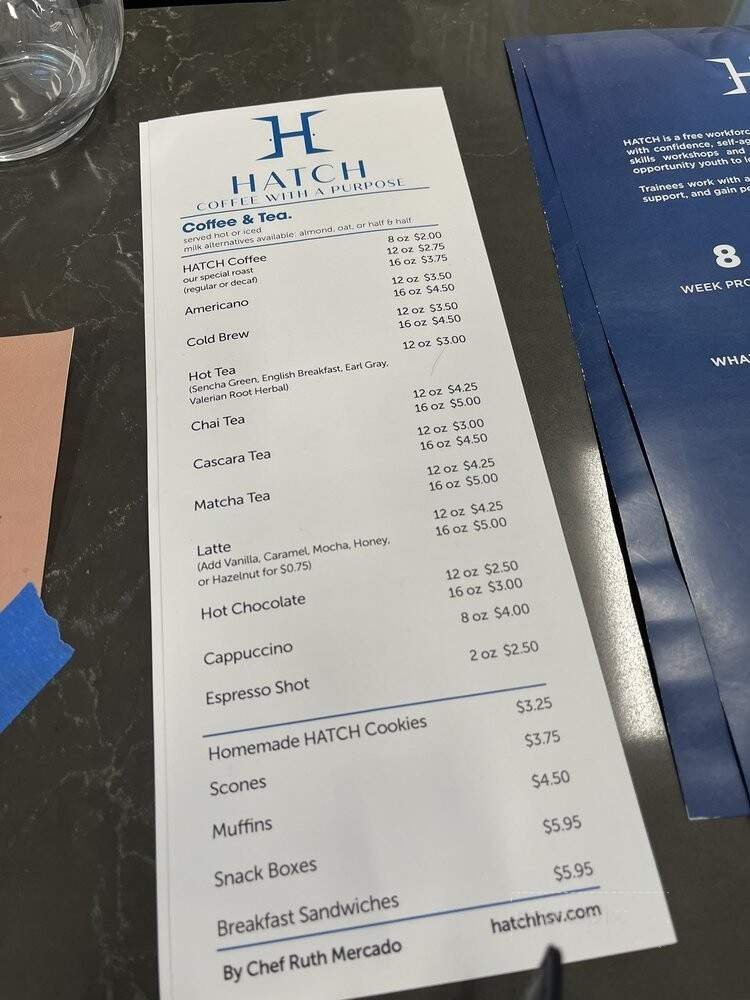 HATCH
COFFEE WITH A PURPOSE
Coffee & Tea.
served hot or iced
milk alternatives available: almond, oat, or half & half
HATCH Coffee
our special roast
(regular or decaf)
8 oz $2.00
12 oz $2.75
16 oz $3.75
Americano
12 oz $3.50
16 oz $4.50
Cold Brew
12 oz $3.50
16 oz $4.50
Hot Tea
(Sencha Green, English Breakfast, Earl Gray,
Valerian Root Herbal)
12 oz $3.00
Chai Tea
12 oz $4.25
16 oz $5.00
Cascara Tea
12 oz $3.00
16 oz $4.50
Matcha Tea
12 oz $4.25
16 oz $5.00
Latte
(Add Vanilla, Caramel, Mocha, Honey,
or Hazelnut for $0.75)
12 oz $4.25
16 oz $5.00
Hot Chocolate
12 oz $2.50
16 oz $3.00
Cappuccino
8 oz $4.00
Espresso Shot
2 oz $2.50
Homemade HATCH Cookies $3.25
Scones $3.75
Muffins $4.50
Snack Boxes $5.95
Breakfast Sandwiches $5.95
By Chef Ruth Mercado hatchhsv.com
HATCH is a free workforc
with confidence, self-ag
skills workshops and
opportunity youth to
Trainees work with a
support, and gain
8
WEEK PRO
WHA